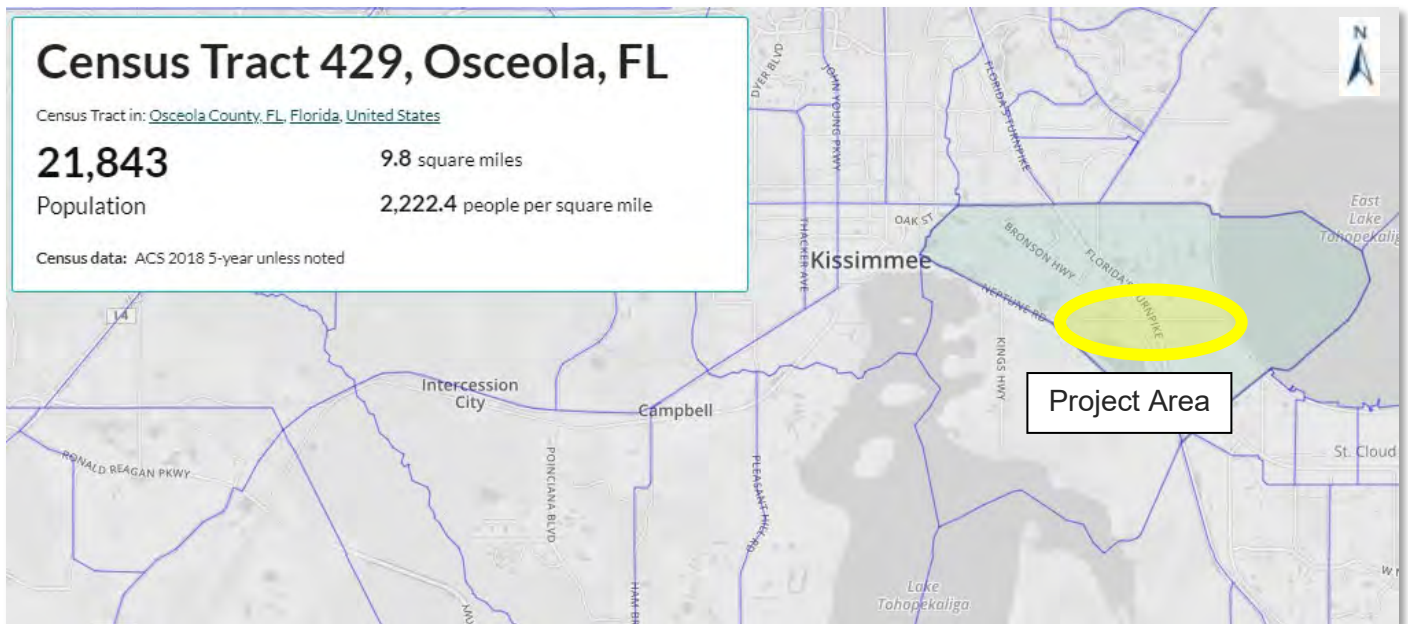 Census Tract 429, Osceola, FL
Census Tract in: Osceola County, FL, Florida, United States
21,843
Population
9.8 square miles
2,222.4 people per square mile
Census data: ACS 2018 5-year unless noted
N
DYER BLVD
JOHN YOUNG PKWY
FLORIDA'S TURNPIKE
East
Lake
OAK ST
THACKER AVE
BRONSON HWY
FLORIDA'S TURNPIKE
Kissimmee
NEPTUNE RD
KINGS HWY
Project Area
14
Intercession
City
Campbell
St. Cloud
RONALD REAGAN PKWY
POINCIANA BLVD
PLEASANT HILL RD
Lake
Tohopekaliga